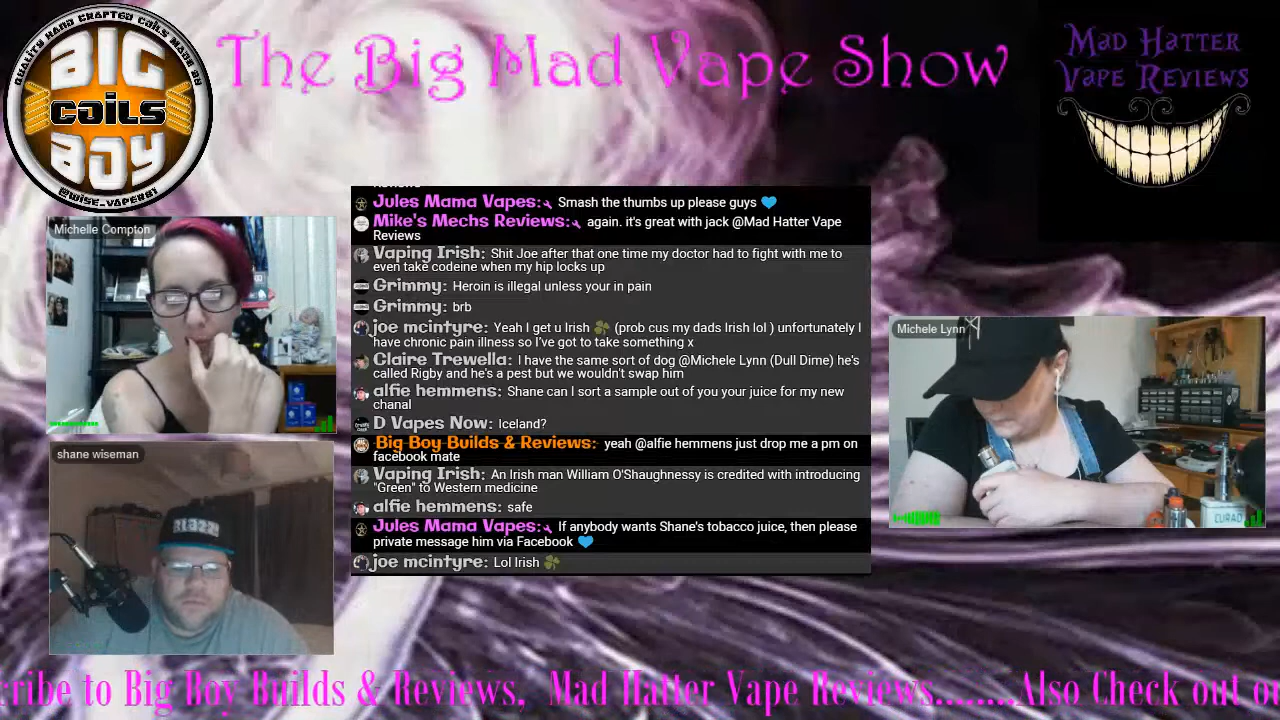 QUALITY HAND CRAFTED COILS MADE BY
BIG
COILS
BOY
@WISE_VAPER81
The Big Mad Vape Show
Mad Hatter
Vape Reviews
Michelle Compton
shane wiseman
Michele Lynn
CURAD
Jules Mama Vapes: Smash the thumbs up please guys 💙
Mike's Mechs Reviews: again. it's great with jack @Mad Hatter Vape
Reviews
Vaping Irish: Shit Joe after that one time my doctor had to fight with me to
even take codeine when my hip locks up
Grimmy: Heroin is illegal unless your in pain
Grimmy: brb
joe mcintyre: Yeah I get u Irish ☘️ (prob cus my dads Irish lol ) unfortunately I
have chronic pain illness so I've got to take something x
Claire Trewella: I have the same sort of dog @Michele Lynn (Dull Dime) he's
called Rigby and he's a pest but we wouldn't swap him
alfie hemmens: Shane can I sort a sample out of you your juice for my new
chanal
D Vapes Now: Iceland?
Big Boy Builds & Reviews: yeah @alfie hemmens just drop me a pm on
facebook mate
Vaping Irish: An Irish man William O'Shaughnessy is credited with introducing
"Green" to Western medicine
alfie hemmens: safe
Jules Mama Vapes: If anybody wants Shane's tobacco juice, then please
private message him via Facebook 💙
joe mcintyre: Lol Irish ☘️
cribe to Big Boy Builds & Reviews, Mad Hatter Vape Reviews........Also Check out